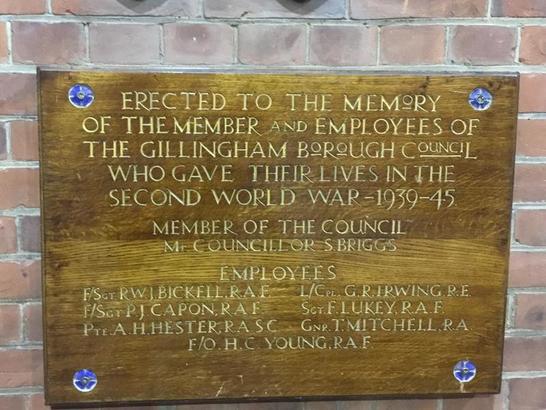 ERECTED TO THE MEMORY
OF THE MEMBER AND EMPLOYEES OF
THE GILLINGHAM BOROUGH COUNCIL
WHO GAVE THEIR LIVES IN THE
SECOND WORLD WAR-1939-45
MEMBER OF THE COUNCIL
Mr. COUNCILLOR S. BRIGGS
EMPLOYEES
F/Sgt. R.W.J. BICKELL, R.A.F. L/Cpl. G.R. IRWING, R.E.
F/Sgt. P.J. CAPON, R.A.F. Sgt. F. LUKEY, R.A.F.
Pte. A.H. HESTER, R.A.S.C. Gnr. T. MITCHELL, R.A.
F/O. H.C. YOUNG, R.A.F.